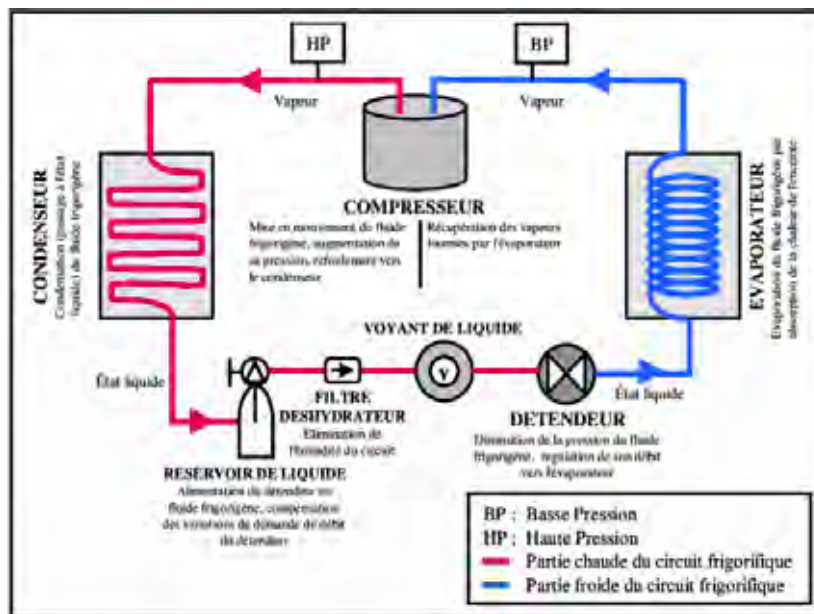 HP
BP
Vapeur
Vapeur
CONDENSEUR
Condensation (passage à l'état
liquide) du fluide frigorigène
COMPRESSEUR
Mise en mouvement du fluide
frigorigène, augmentation de
sa pression, refoulement vers
le condenseur
Récupération des vapeurs
fournies par l'évaporateur
EVAPORATEUR
Evaporation du fluide frigorigène par
absorption de la chaleur de l'enceinte
VOYANT DE LIQUIDE
V
État liquide
FILTRE
DESHYDRATEUR
Elimination de
l'humidité du circuit
DETENDEUR
Diminution de la pression du fluide
frigorigène, régulation de son débit
vers l'évaporateur
État liquide
RESERVOIR DE LIQUIDE
Alimentation du détendeur en
fluide frigorigène, compensation
des variations de demande de débit
du détendeur
BP : Basse Pression
HP : Haute Pression
Partie chaude du circuit frigorifique
Partie froide du circuit frigorifique